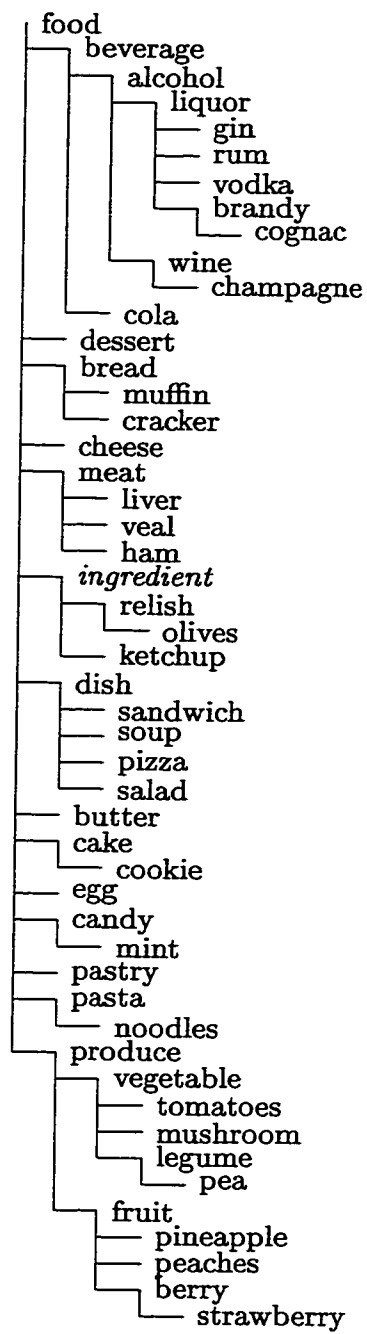 food
beverage
alcohol
liquor
gin
rum
vodka
brandy
cognac
wine
champagne
cola
dessert
bread
muffin
cracker
cheese
meat
liver
veal
ham
ingredient
relish
olives
ketchup
dish
sandwich
soup
pizza
salad
butter
cake
cookie
egg
candy
mint
pastry
pasta
noodles
produce
vegetable
tomatoes
mushroom
legume
pea
fruit
pineapple
peaches
berry
strawberry